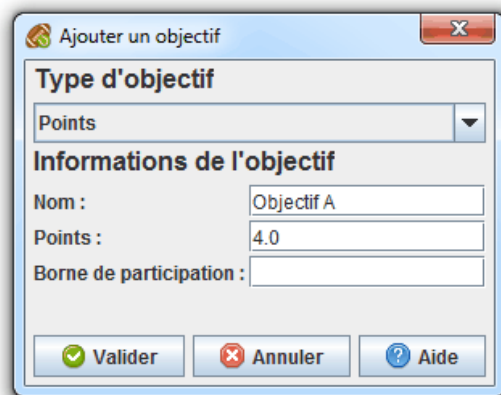 Ajouter un objectif
Type d'objectif
Points
Informations de l'objectif
Nom : Objectif A
Points : 4.0
Borne de participation :
Valider Annuler Aide